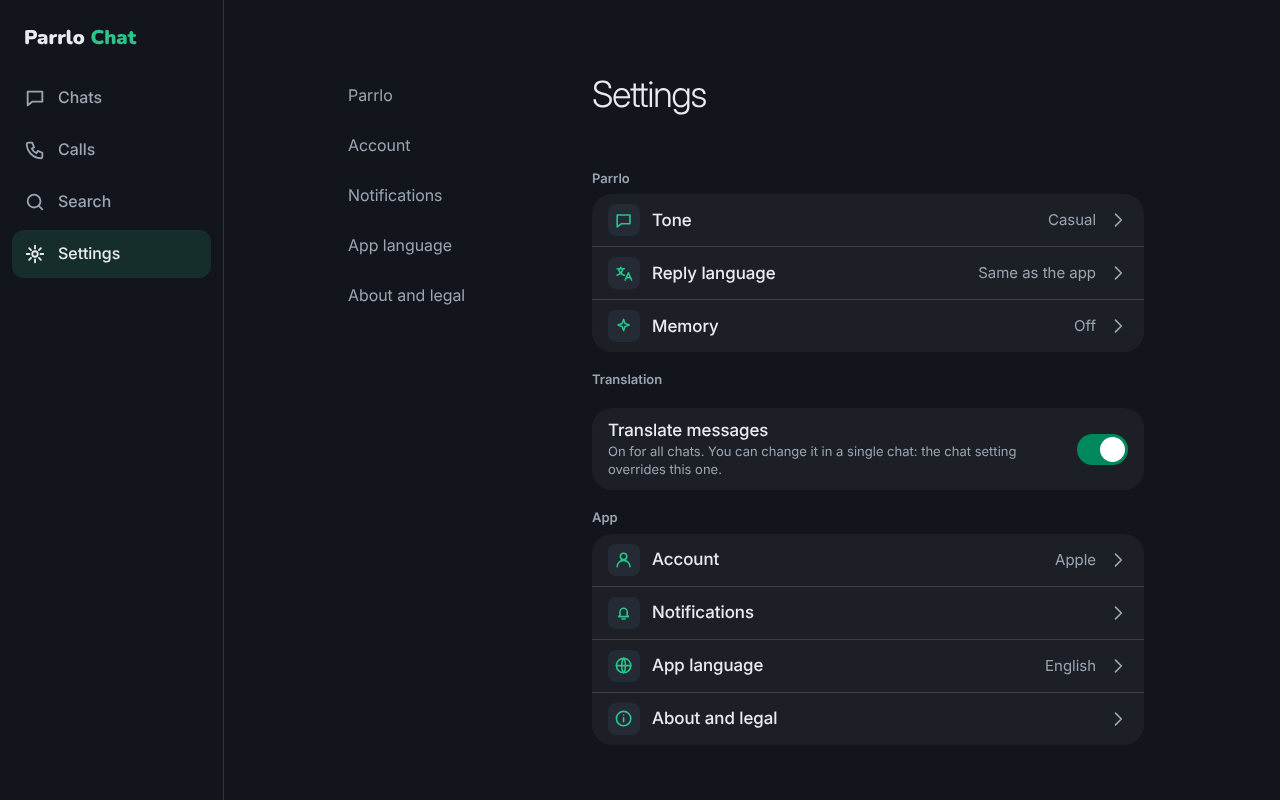 Parrlo Chat
Chats
Calls
Search
Settings
Parrlo
Account
Notifications
App language
About and legal
Settings
Parrlo
Tone Casual
Reply language Same as the app
Memory Off
Translation
Translate messages
On for all chats. You can change it in a single chat: the chat setting
overrides this one.
App
Account Apple
Notifications
App language English
About and legal